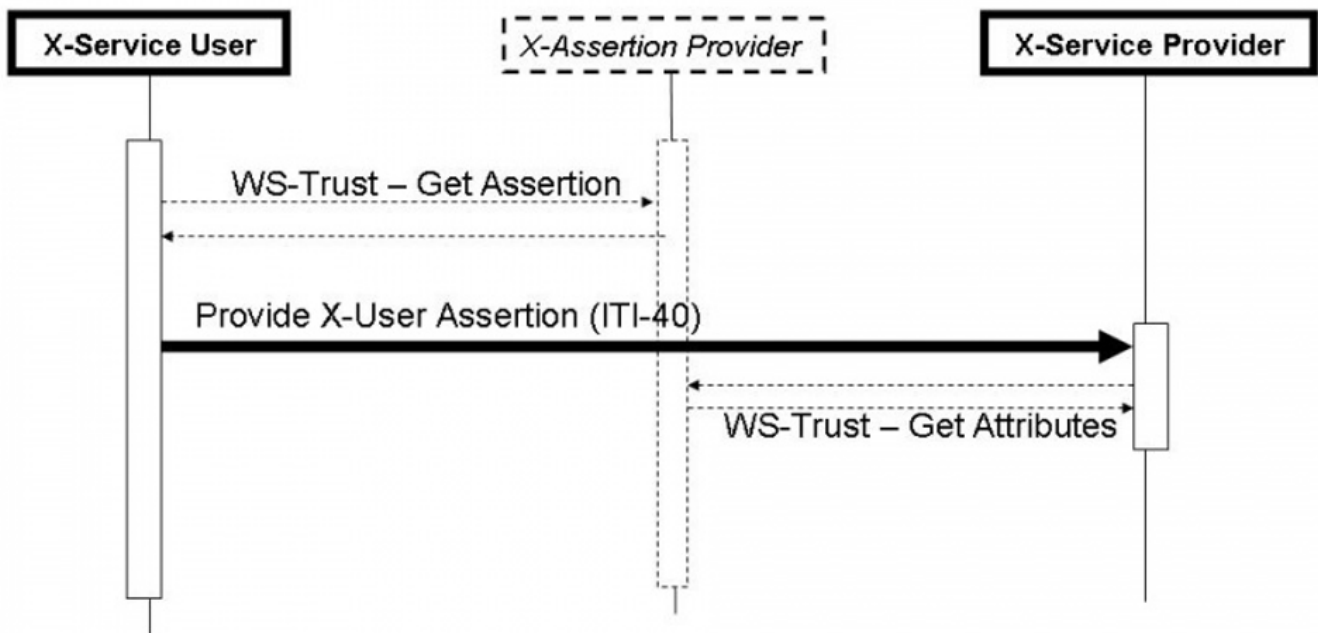 X-Service User
X-Assertion Provider
X-Service Provider
WS-Trust – Get Assertion
Provide X-User Assertion (ITI-40)
WS-Trust – Get Attributes